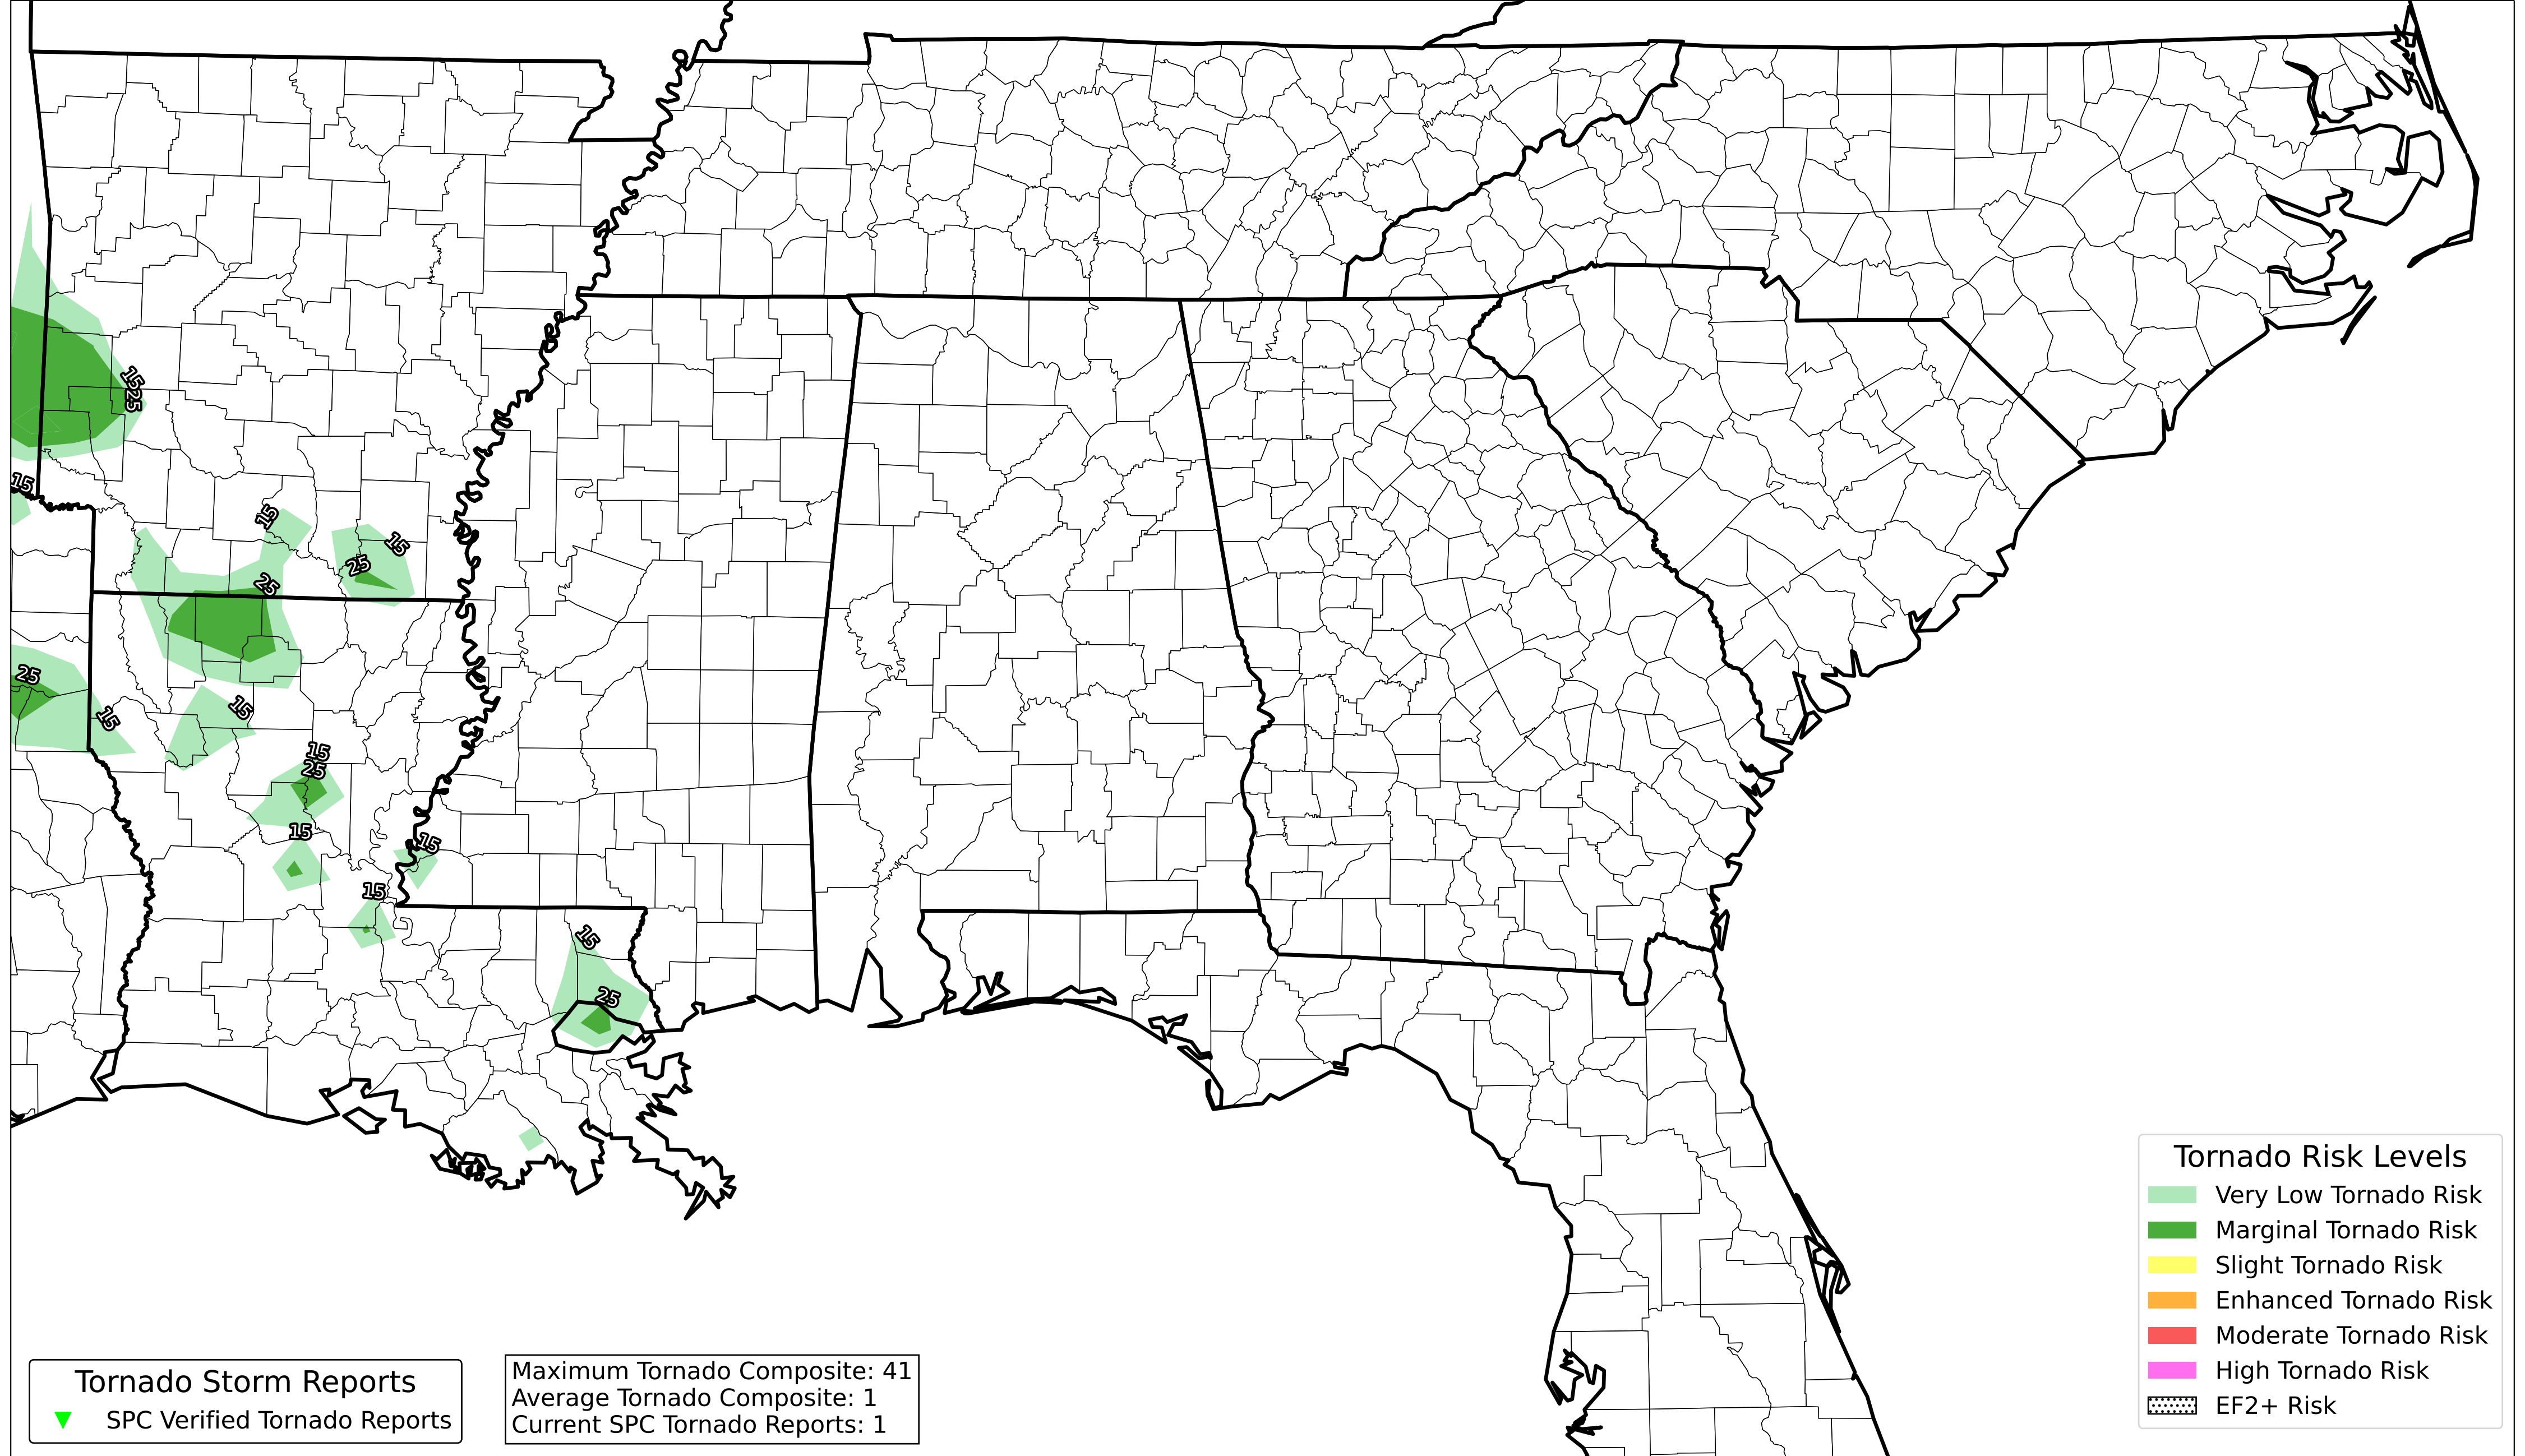 15
25
15
15
25
15
25
25
15
15
15
25
15
15
15
15
25
Tornado Risk Levels
Very Low Tornado Risk
Marginal Tornado Risk
Slight Tornado Risk
Enhanced Tornado Risk
Moderate Tornado Risk
High Tornado Risk
EF2+ Risk
Tornado Storm Reports
SPC Verified Tornado Reports
Maximum Tornado Composite: 41
Average Tornado Composite: 1
Current SPC Tornado Reports: 1